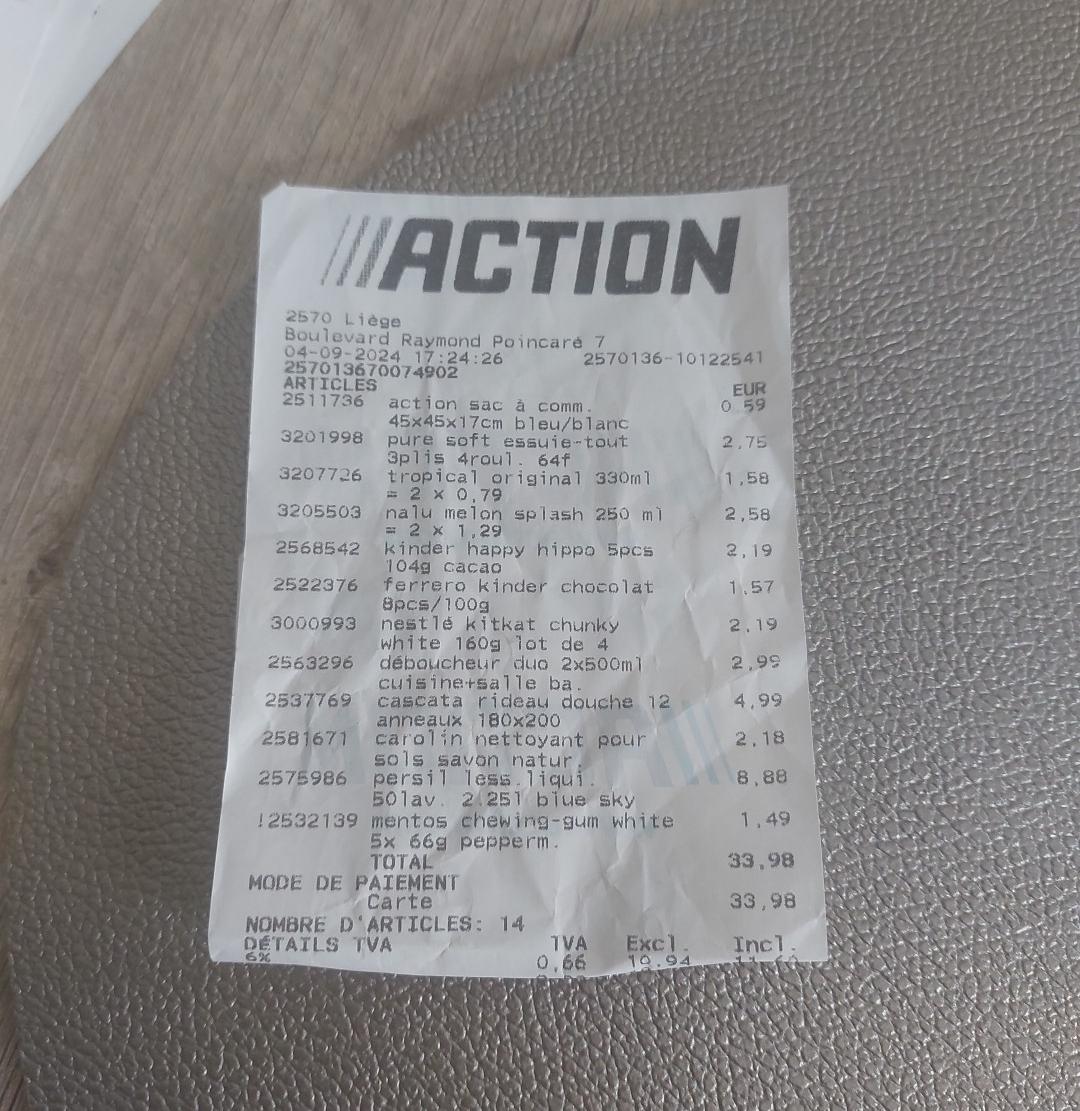 ACTION
2570 Liège
Boulevard Raymond Poincaré 7
04-09-2024 17:24:26 2570136-10122541
257013670074902
ARTICLES EUR
2511736 action sac à comm. 0,59
45x45x17cm bleu/blanc
3201998 pure soft essuie-tout 2,75
3plis 4roul. 64f
3207726 tropical original 330ml 1,58
= 2 x 0,79
3205503 nalu melon splash 250 ml 2,58
= 2 x 1,29
2568542 kinder happy hippo 5pcs 2,19
104g cacao
2522376 ferrero kinder chocolat 1,57
8pcs/100g
3000993 nestlé kitkat chunky 2,19
white 160g lot de 4
2563296 déboucheur duo 2x500ml 2,99
cuisine+salle ba.
2537769 cascata rideau douche 12 4,99
anneaux 180x200
2581671 carolin nettoyant pour 2,18
sols savon natur.
2575986 persil less.liqui. 8,88
50lav. 2.25l blue sky
!2532139 mentos chewing-gum white 1,49
5x 66g pepperm.
TOTAL 33,98
MODE DE PAIEMENT
Carte 33,98
NOMBRE D'ARTICLES: 14
DÉTAILS TVA TVA Excl. Incl.
6% 0,66